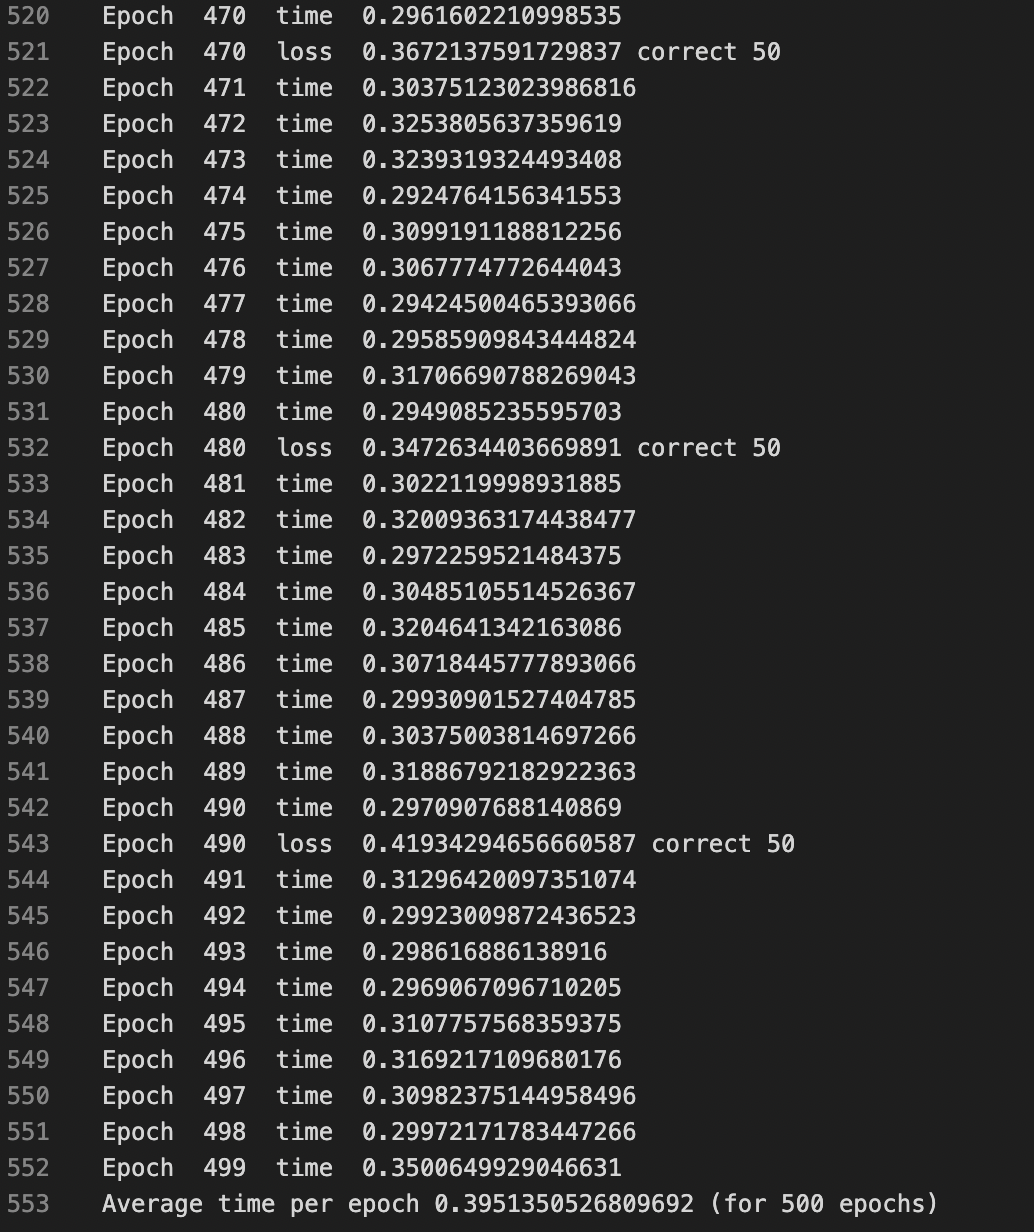 520 Epoch 470 time 0.2961602210998535
521 Epoch 470 loss 0.3672137591729837 correct 50
522 Epoch 471 time 0.30375123023986816
523 Epoch 472 time 0.3253805637359619
524 Epoch 473 time 0.3239319324493408
525 Epoch 474 time 0.2924764156341553
526 Epoch 475 time 0.3099191188812256
527 Epoch 476 time 0.3067774772644043
528 Epoch 477 time 0.29424500465393066
529 Epoch 478 time 0.29585909843444824
530 Epoch 479 time 0.31706690788269043
531 Epoch 480 time 0.2949085235595703
532 Epoch 480 loss 0.3472634403669891 correct 50
533 Epoch 481 time 0.3022119998931885
534 Epoch 482 time 0.32009363174438477
535 Epoch 483 time 0.2972259521484375
536 Epoch 484 time 0.30485105514526367
537 Epoch 485 time 0.3204641342163086
538 Epoch 486 time 0.30718445777893066
539 Epoch 487 time 0.29930901527404785
540 Epoch 488 time 0.30375003814697266
541 Epoch 489 time 0.31886792182922363
542 Epoch 490 time 0.2970907688140869
543 Epoch 490 loss 0.41934294656660587 correct 50
544 Epoch 491 time 0.31296420097351074
545 Epoch 492 time 0.29923009872436523
546 Epoch 493 time 0.298616886138916
547 Epoch 494 time 0.2969067096710205
548 Epoch 495 time 0.3107757568359375
549 Epoch 496 time 0.3169217109680176
550 Epoch 497 time 0.30982375144958496
551 Epoch 498 time 0.29972171783447266
552 Epoch 499 time 0.3500649929046631
553 Average time per epoch 0.3951350526809692 (for 500 epochs)